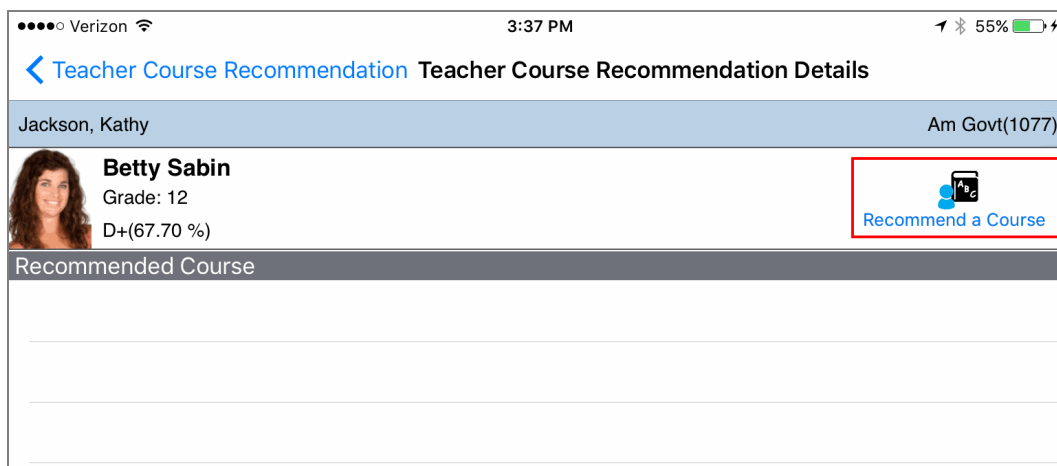 Verizon 3:37 PM 55%
Teacher Course Recommendation Teacher Course Recommendation Details
Jackson, Kathy Am Govt(1077)
Betty Sabin
Grade: 12
D+(67.70 %)
ABC
Recommend a Course
Recommended Course